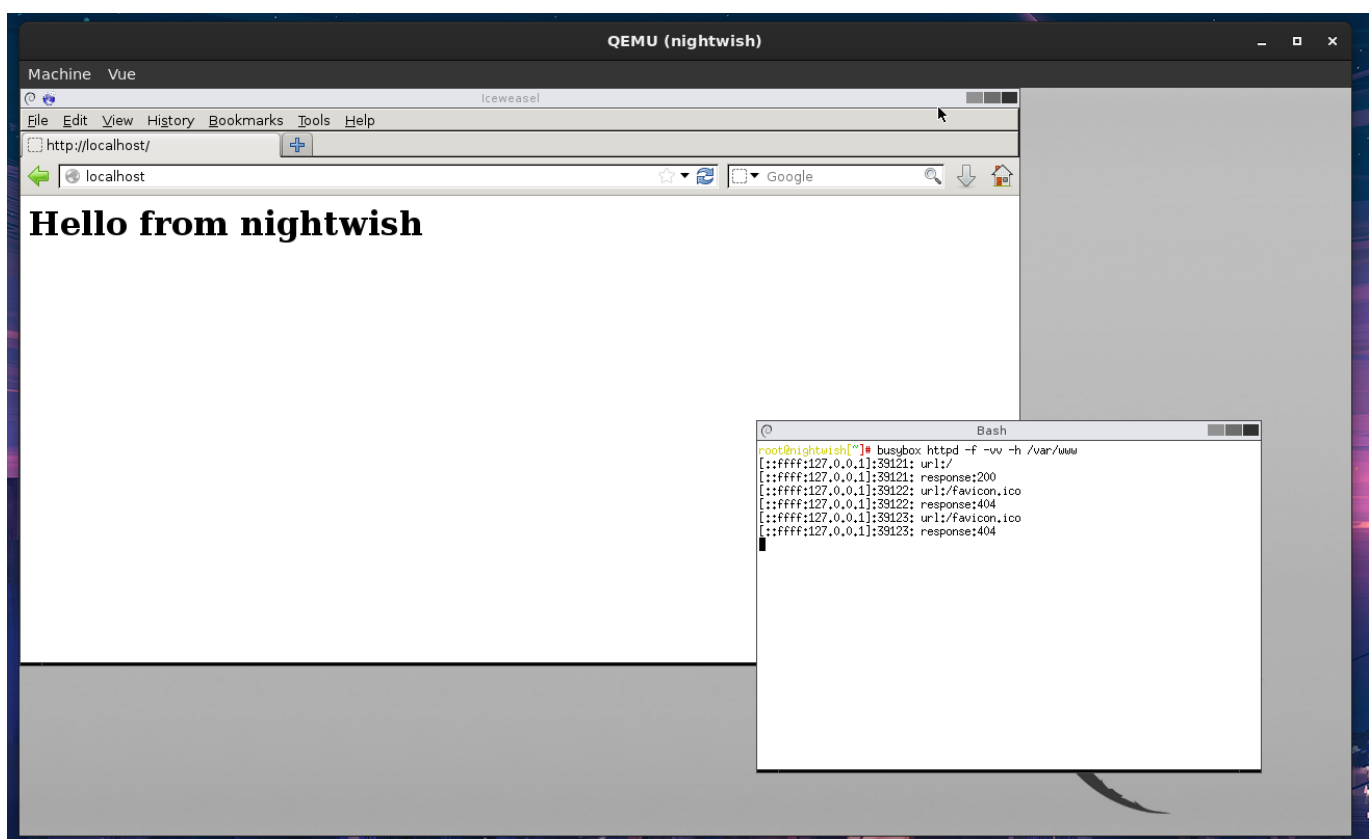 QEMU (nightwish)
Machine Vue
Iceweasel
File Edit View History Bookmarks Tools Help
http://localhost/
localhost Google
Hello from nightwish
Bash
root@nightwish[~]# busybox httpd -f -vv -h /var/www
[::ffff:127.0.0.1]:39121: url:/
[::ffff:127.0.0.1]:39121: response:200
[::ffff:127.0.0.1]:39122: url:/favicon.ico
[::ffff:127.0.0.1]:39122: response:404
[::ffff:127.0.0.1]:39123: url:/favicon.ico
[::ffff:127.0.0.1]:39123: response:404